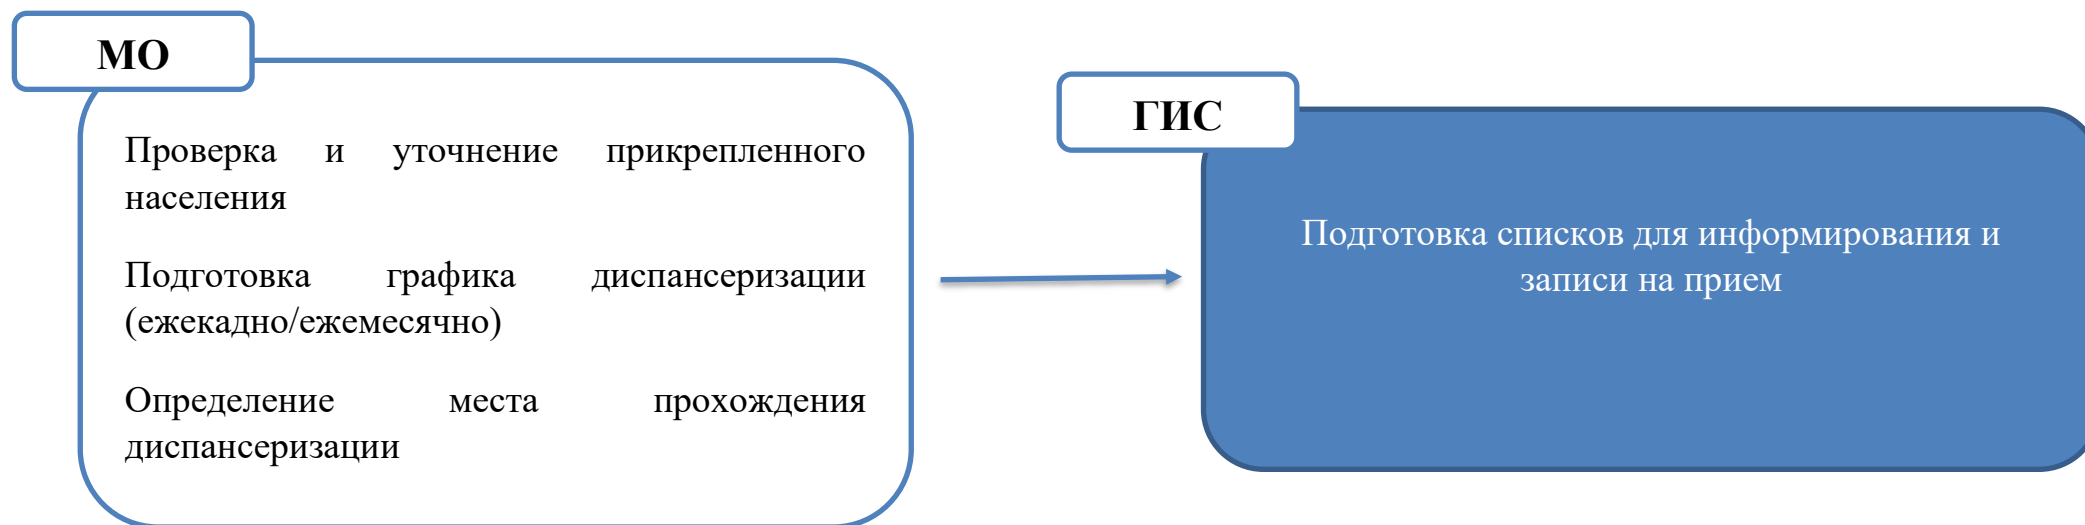 МО
Проверка и уточнение прикрепленного
населения
Подготовка графика диспансеризации
(ежекадно/ежемесячно)
Определение места прохождения
диспансеризации
ГИС
Подготовка списков для информирования и
записи на прием